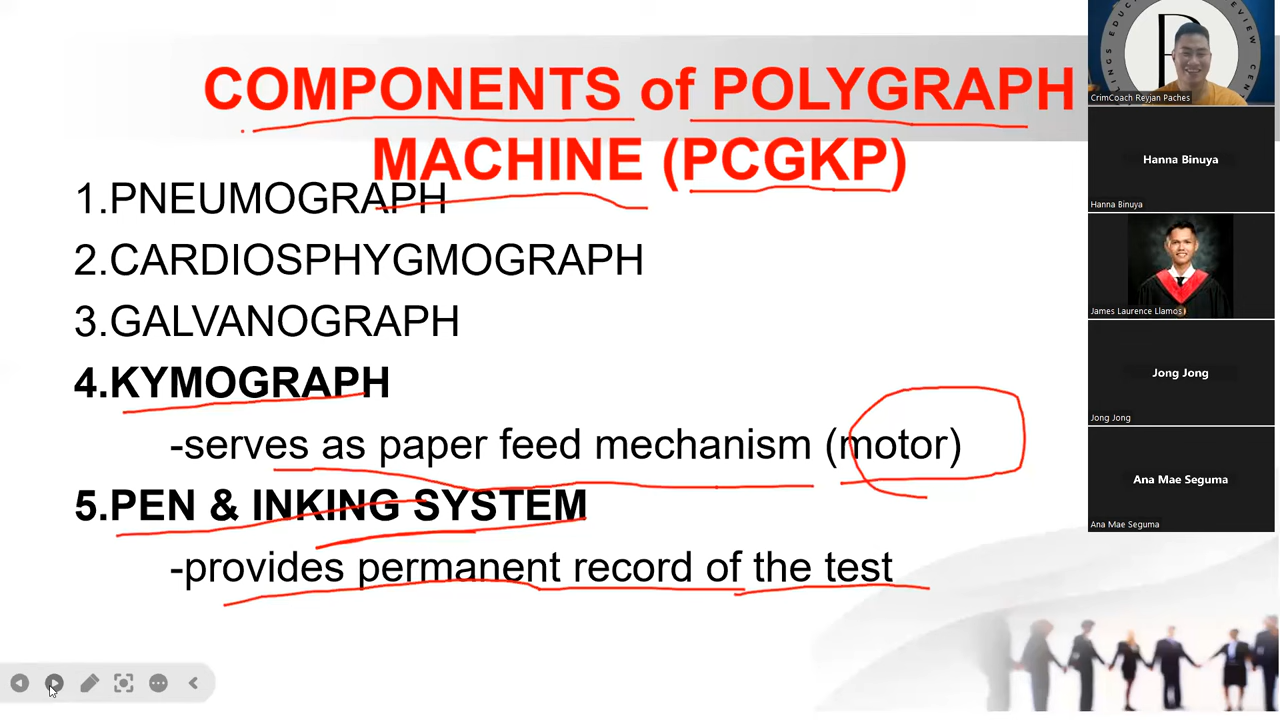 COMPONENTS of POLYGRAPH
MACHINE (PCGKP)
1.PNEUMOGRAPH
2.CARDIOSPHYGMOGRAPH
3.GALVANOGRAPH
4.KYMOGRAPH
-serves as paper feed mechanism (motor)
5.PEN & INKING SYSTEM
-provides permanent record of the test
CrimCoach Reyjan Paches
Hanna Binuya
Hanna Binuya
James Laurence Llamos
Jong Jong
Jong Jong
Ana Mae Seguma
Ana Mae Seguma